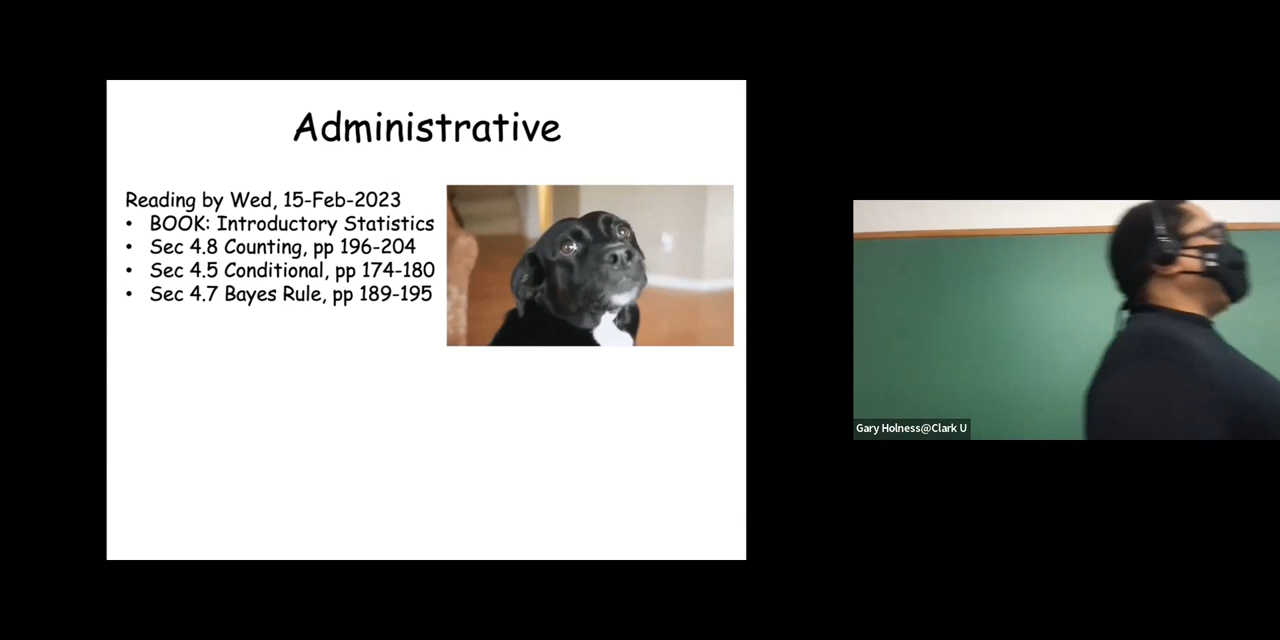 Administrative
Reading by Wed, 15-Feb-2023
• BOOK: Introductory Statistics
• Sec 4.8 Counting, pp 196-204
• Sec 4.5 Conditional, pp 174-180
• Sec 4.7 Bayes Rule, pp 189-195
Gary Holness@Clark U